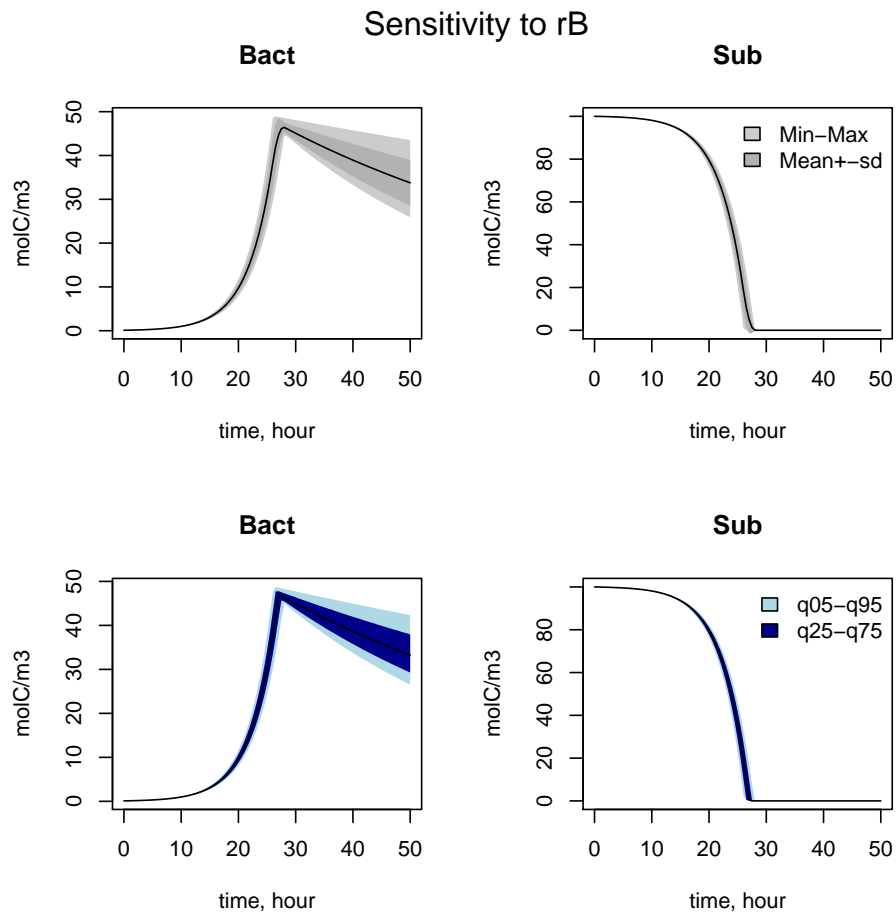 Sensitivity to rB
Bact
molC/m3
0 10 20 30 40 50
0 10 20 30 40 50
time, hour
Sub
molC/m3
0 20 40 60 80
Min−Max
Mean+−sd
0 10 20 30 40 50
time, hour
Bact
molC/m3
0 10 20 30 40 50
0 10 20 30 40 50
time, hour
Sub
molC/m3
0 20 40 60 80
q05−q95
q25−q75
0 10 20 30 40 50
time, hour